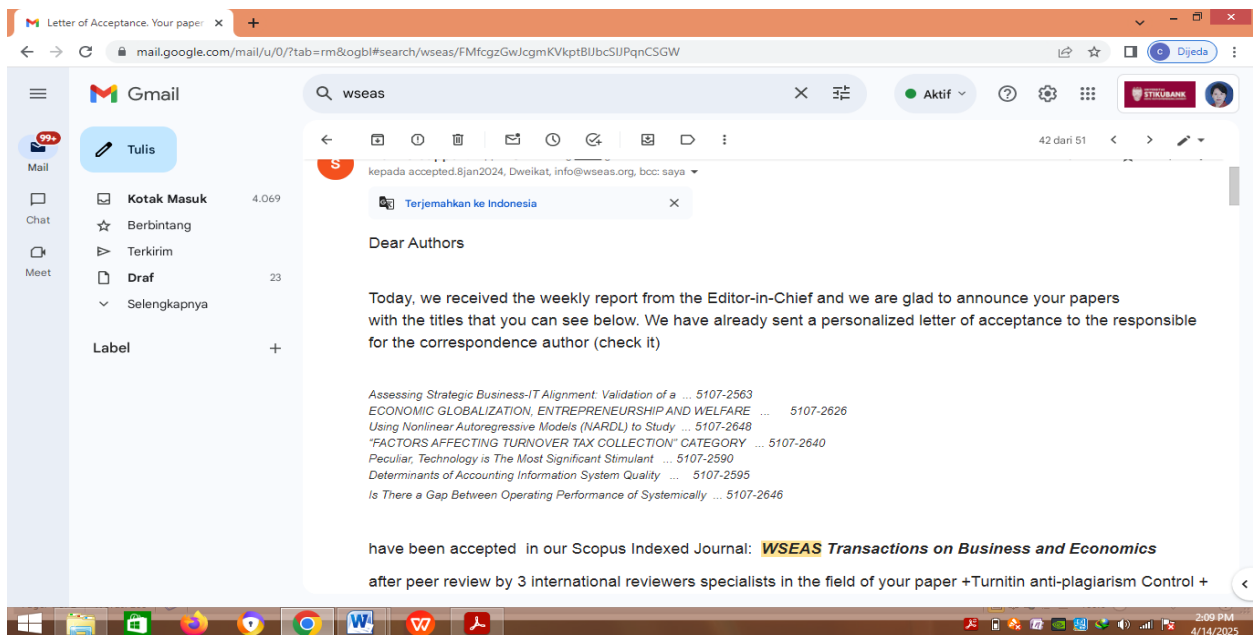 Letter of Acceptance. Your paper
mail.google.com/mail/u/0/?tab=rm&ogbl#search/wseas/FMfcgzGwJcgmKVkptBlJbcSlJPqnCSGW
C Dijeda
Gmail
wseas
Aktif
STIKUBANK
99+
Mail
Chat
Meet
Tulis
Kotak Masuk 4.069
Berbintang
Terkirim
Draf 23
Selengkapnya
Label
42 dari 51
S
kepada accepted.8jan2024, Dweikat, info@wseas.org, bcc: saya
Terjemahkan ke Indonesia
Dear Authors
Today, we received the weekly report from the Editor-in-Chief and we are glad to announce your papers
with the titles that you can see below. We have already sent a personalized letter of acceptance to the responsible
for the correspondence author (check it)
Assessing Strategic Business-IT Alignment: Validation of a ... 5107-2563
ECONOMIC GLOBALIZATION, ENTREPRENEURSHIP AND WELFARE ... 5107-2626
Using Nonlinear Autoregressive Models (NARDL) to Study ... 5107-2648
"FACTORS AFFECTING TURNOVER TAX COLLECTION" CATEGORY ... 5107-2640
Peculiar, Technology is The Most Significant Stimulant ... 5107-2590
Determinants of Accounting Information System Quality ... 5107-2595
Is There a Gap Between Operating Performance of Systemically ... 5107-2646
have been accepted in our Scopus Indexed Journal: WSEAS Transactions on Business and Economics
after peer review by 3 international reviewers specialists in the field of your paper +Turnitin anti-plagiarism Control +
2:09 PM
4/14/2025